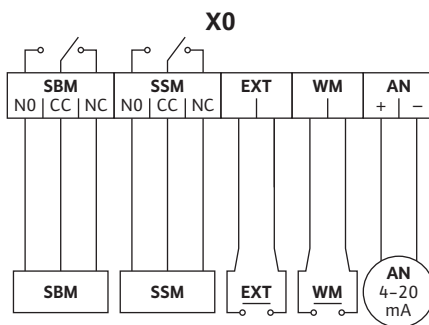 X0
SBM SSM EXT WM AN
N0 | CC | NC N0 | CC | NC + | −
SBM SSM EXT WM AN
4–20
mA